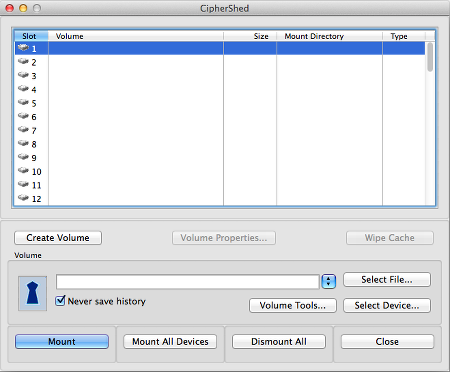 CipherShed
Slot Volume Size Mount Directory Type
1
2
3
4
5
6
7
8
9
10
11
12
Create Volume Volume Properties... Wipe Cache
Volume
Select File...
Never save history
Volume Tools... Select Device...
Mount Mount All Devices Dismount All Close